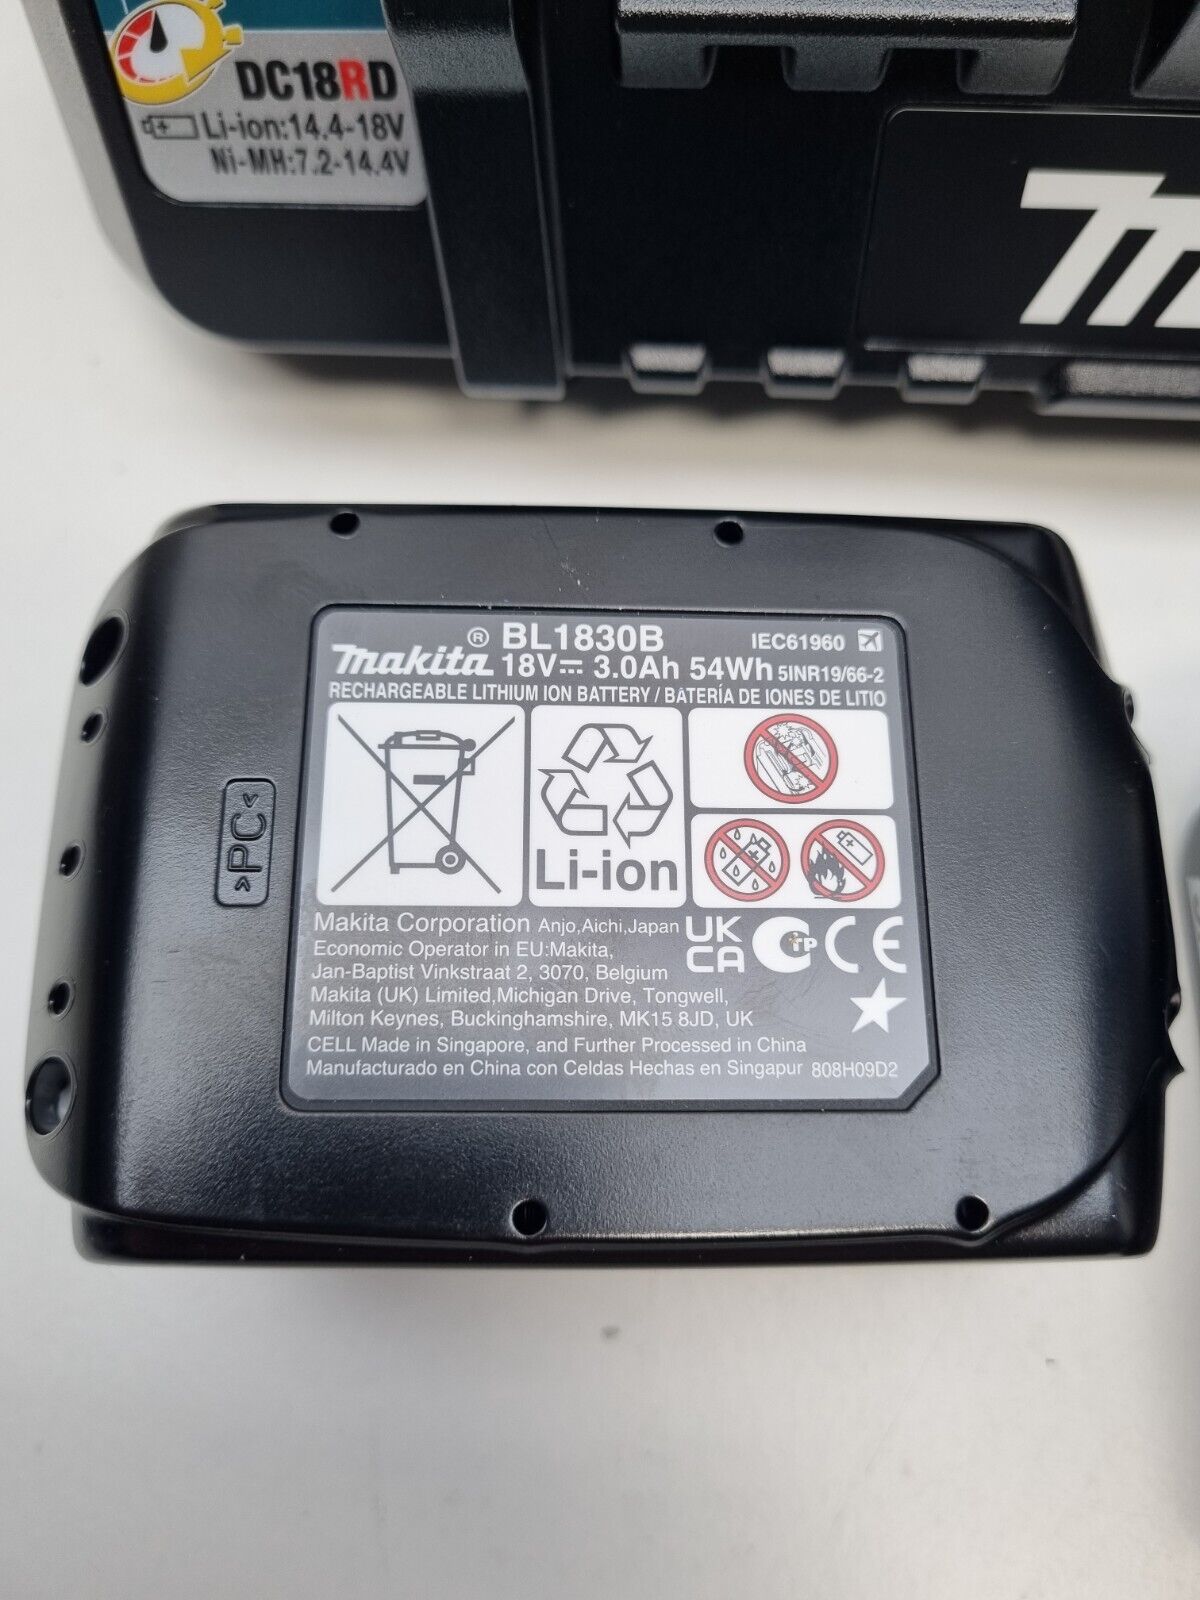 DC18RD
Li-ion:14.4-18V
Ni-MH:7.2-14.4V
makita® BL1830B IEC61960
18V⎓ 3.0Ah 54Wh 5INR19/66-2
RECHARGEABLE LITHIUM ION BATTERY / BATERÍA DE IONES DE LITIO
>PC<
Li-ion
Makita Corporation Anjo,Aichi,Japan
Economic Operator in EU:Makita,
Jan-Baptist Vinkstraat 2, 3070, Belgium
UK
CA
CE
Makita (UK) Limited,Michigan Drive, Tongwell,
Milton Keynes, Buckinghamshire, MK15 8JD, UK
CELL Made in Singapore, and Further Processed in China
Manufacturado en China con Celdas Hechas en Singapur 808H09D2